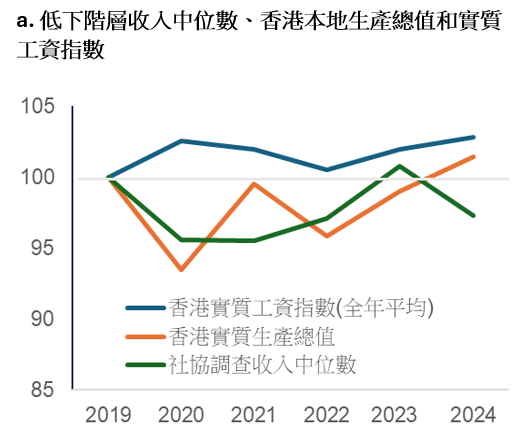 a. 低下階層收入中位數、香港本地生產總值和實質
工資指數
105
100
95
90
85
香港實質工資指數(全年平均)
香港實質生產總值
社協調查收入中位數
2019 2020 2021 2022 2023 2024